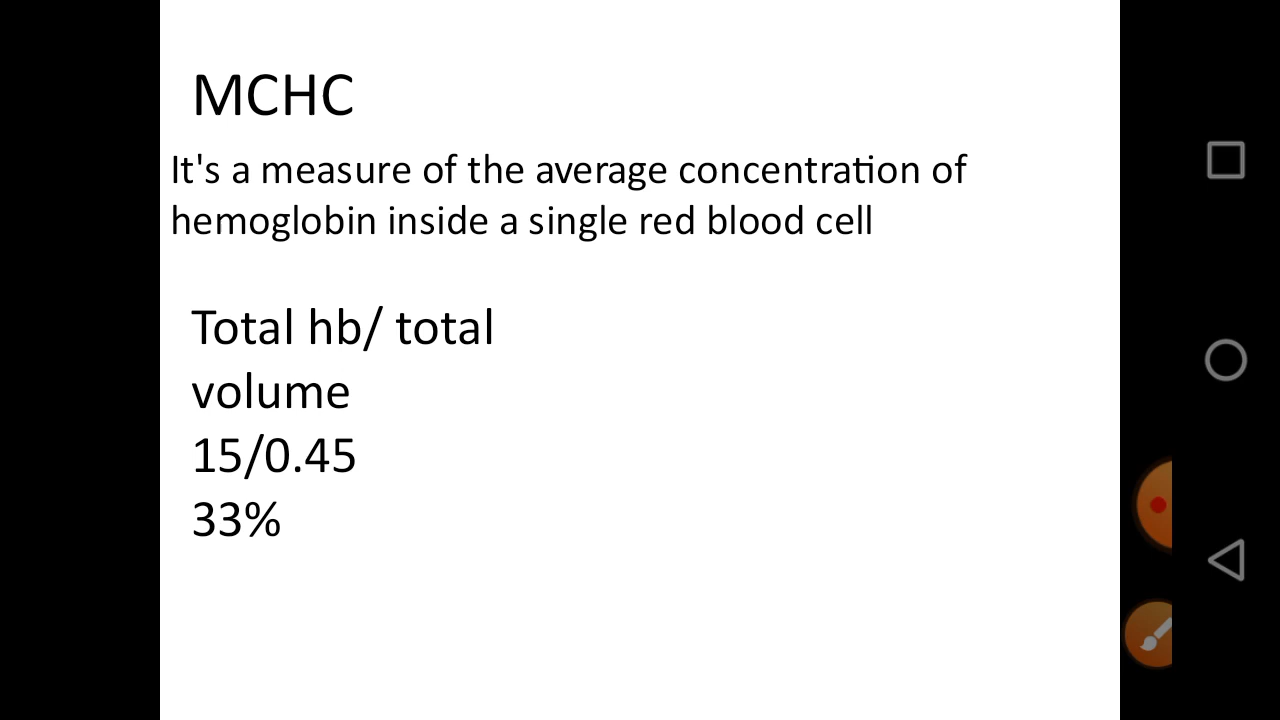 MCHC
It's a measure of the average concentration of
hemoglobin inside a single red blood cell
Total hb/ total
volume
15/0.45
33%